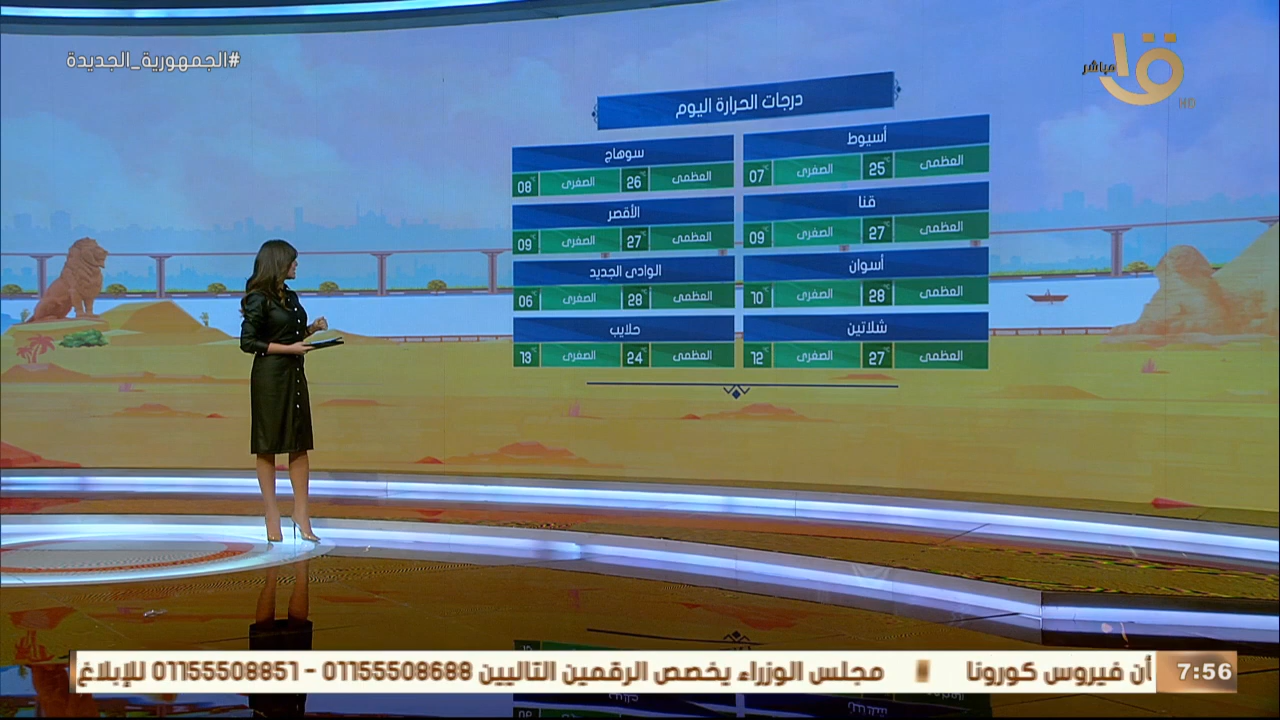 #الجمهورية_الجديدة
مباشر
HD
درجات الحرارة اليوم
أسيوط
العظمى 25 الصغرى 07
سوهاج
العظمى 26 الصغرى 08
قنا
العظمى 27 الصغرى 09
الأقصر
العظمى 27 الصغرى 09
أسوان
العظمى 28 الصغرى 10
الوادى الجديد
العظمى 28 الصغرى 06
شلاتين
العظمى 27 الصغرى 12
حلايب
العظمى 24 الصغرى 13
7:56
أن فيروس كورونا
مجلس الوزراء يخصص الرقمين التاليين 01155508688 - 01155508851 للإبلاغ